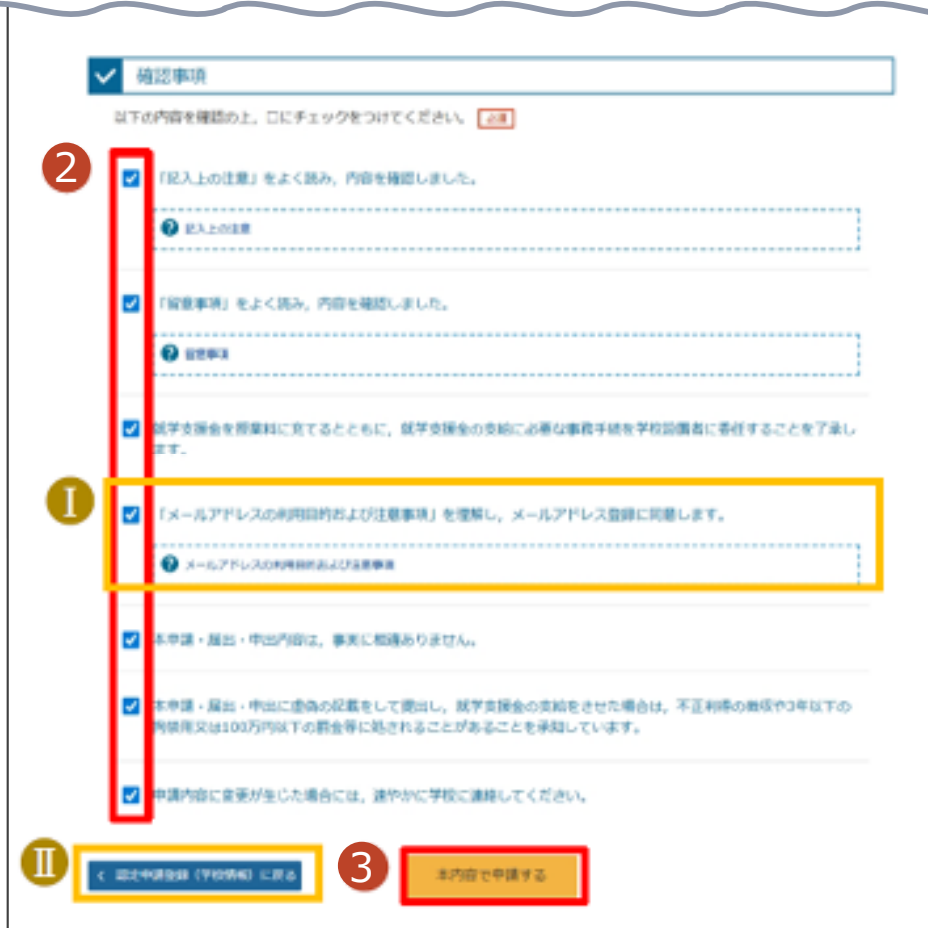 確認事項
以下の内容を確認の上、□にチェックをつけてください。 必須
2
「記入上の注意」をよく読み、内容を確認しました。
記入上の注意
「留意事項」をよく読み、内容を確認しました。
留意事項
就学支援金を授業料に充てるとともに、就学支援金の支給に必要な事務手続を学校設置者に委任することを了承し
ます。
Ⅰ
「メールアドレスの利用目的および注意事項」を理解し、メールアドレス登録に同意します。
メールアドレスの利用目的および注意事項
本申請・届出・申出内容は、事実に相違ありません。
本申請・届出・申出に虚偽の記載をして提出し、就学支援金の支給をさせた場合は、不正利得の徴収や3年以下の
拘禁刑又は100万円以下の罰金等に処されることがあることを承知しています。
申請内容に変更が生じた場合には、速やかに学校に連絡してください。
Ⅱ
認定申請登録（学校情報）に戻る
3
本内容で申請する